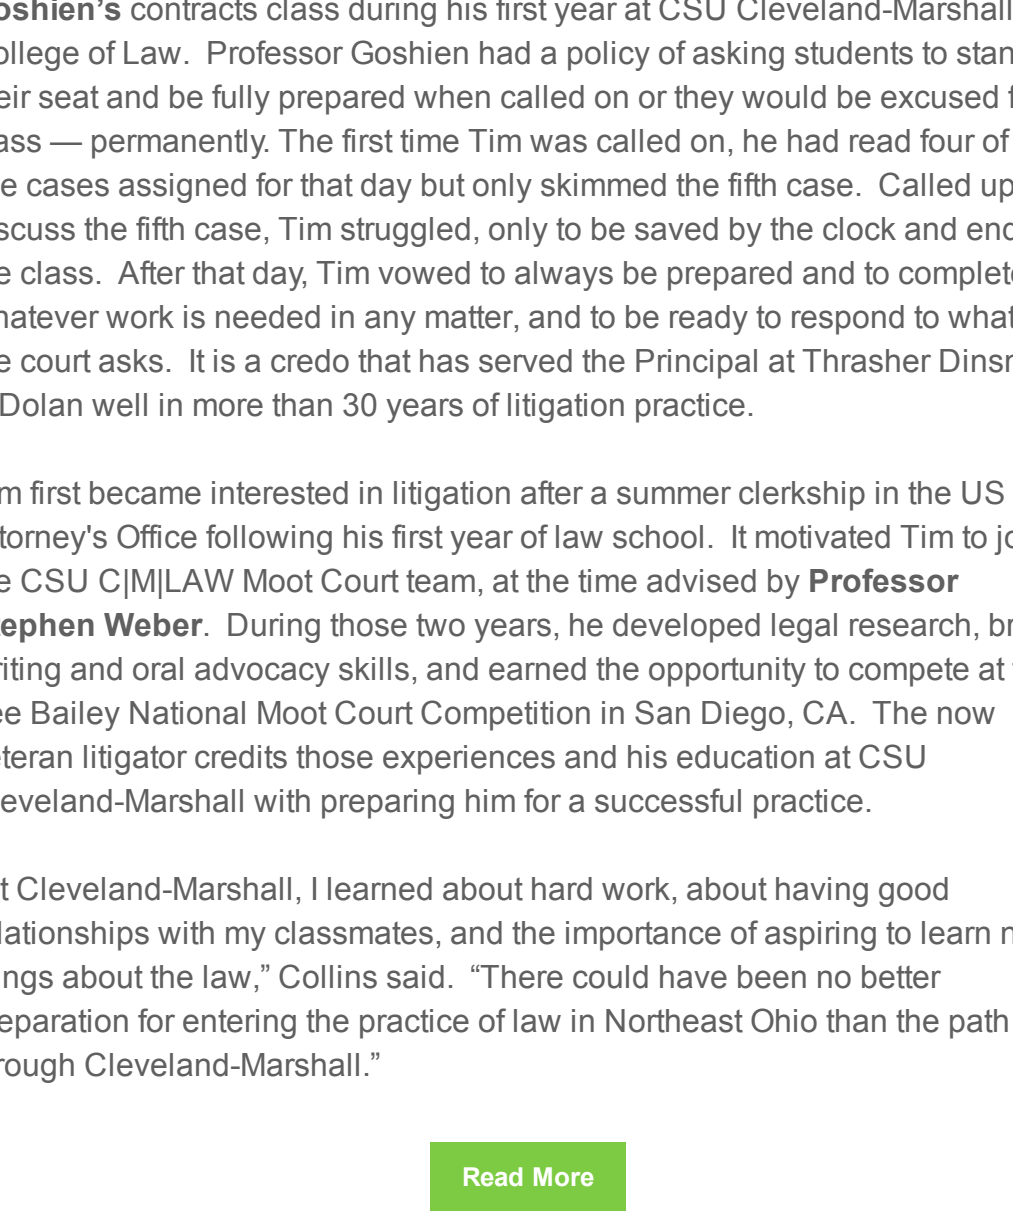 oshien’s contracts class during his first year at CSU Cleveland-Marshall
ollege of Law.  Professor Goshien had a policy of asking students to stan
eir seat and be fully prepared when called on or they would be excused f
ass — permanently. The first time Tim was called on, he had read four of
e cases assigned for that day but only skimmed the fifth case.  Called up
scuss the fifth case, Tim struggled, only to be saved by the clock and end
e class.  After that day, Tim vowed to always be prepared and to complete
hatever work is needed in any matter, and to be ready to respond to what
e court asks.  It is a credo that has served the Principal at Thrasher Dinsm
Dolan well in more than 30 years of litigation practice.
m first became interested in litigation after a summer clerkship in the US
torney's Office following his first year of law school.  It motivated Tim to jo
e CSU C|M|LAW Moot Court team, at the time advised by Professor
tephen Weber.  During those two years, he developed legal research, br
riting and oral advocacy skills, and earned the opportunity to compete at
ee Bailey National Moot Court Competition in San Diego, CA.  The now
eteran litigator credits those experiences and his education at CSU
leveland-Marshall with preparing him for a successful practice.
t Cleveland-Marshall, I learned about hard work, about having good
lationships with my classmates, and the importance of aspiring to learn n
ings about the law,” Collins said.  “There could have been no better
eparation for entering the practice of law in Northeast Ohio than the path
rough Cleveland-Marshall.”
Read More